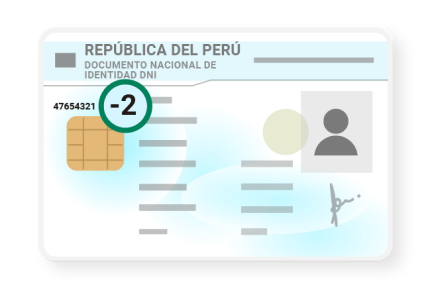 REPÚBLICA DEL PERÚ
DOCUMENTO NACIONAL DE
IDENTIDAD DNI
47654321 -2